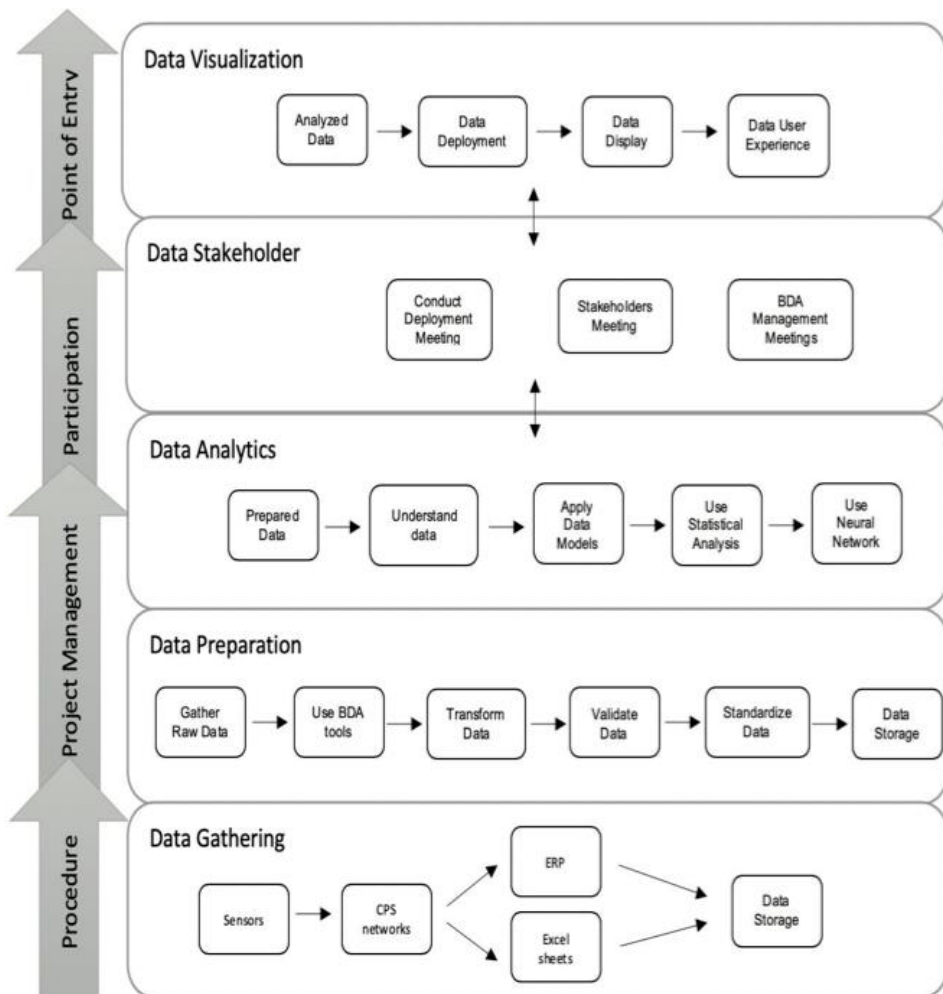 Data Visualization
Analyzed
Data
Data
Deployment
Data
Display
Data User
Experience
Point of Entry
Data Stakeholder
Conduct
Deployment
Meeting
Stakeholders
Meeting
BDA
Management
Meetings
Participation
Data Analytics
Prepared
Data
Understand
data
Apply
Data
Models
Use
Statistical
Analysis
Use
Neural
Network
Project Management
Data Preparation
Gather
Raw Data
Use BDA
tools
Transform
Data
Validate
Data
Standardize
Data
Data
Storage
Data Gathering
Sensors
CPS
networks
ERP
Excel
sheets
Data
Storage
Procedure